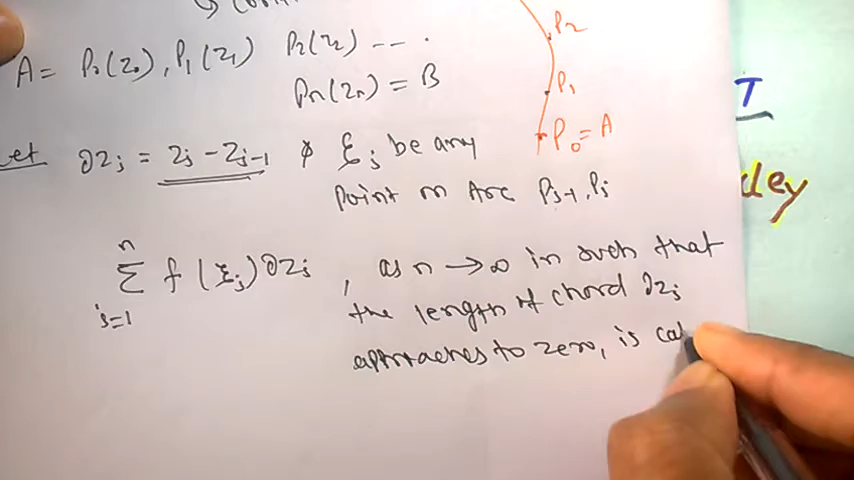 A = P₀(z₀), P₁(z₁) P₂(z₂) --- .
Pn(zn) = B
P₂
P₁
P₀ = A
Let ∂zj = zj - zj-1 & ξj be any
point on Arc Pj-1, Pj
n
Σ f(ξj) ∂zj , as n → ∞ in such that
j=1
the length of chord ∂zj
approaches to zero, is cal
T